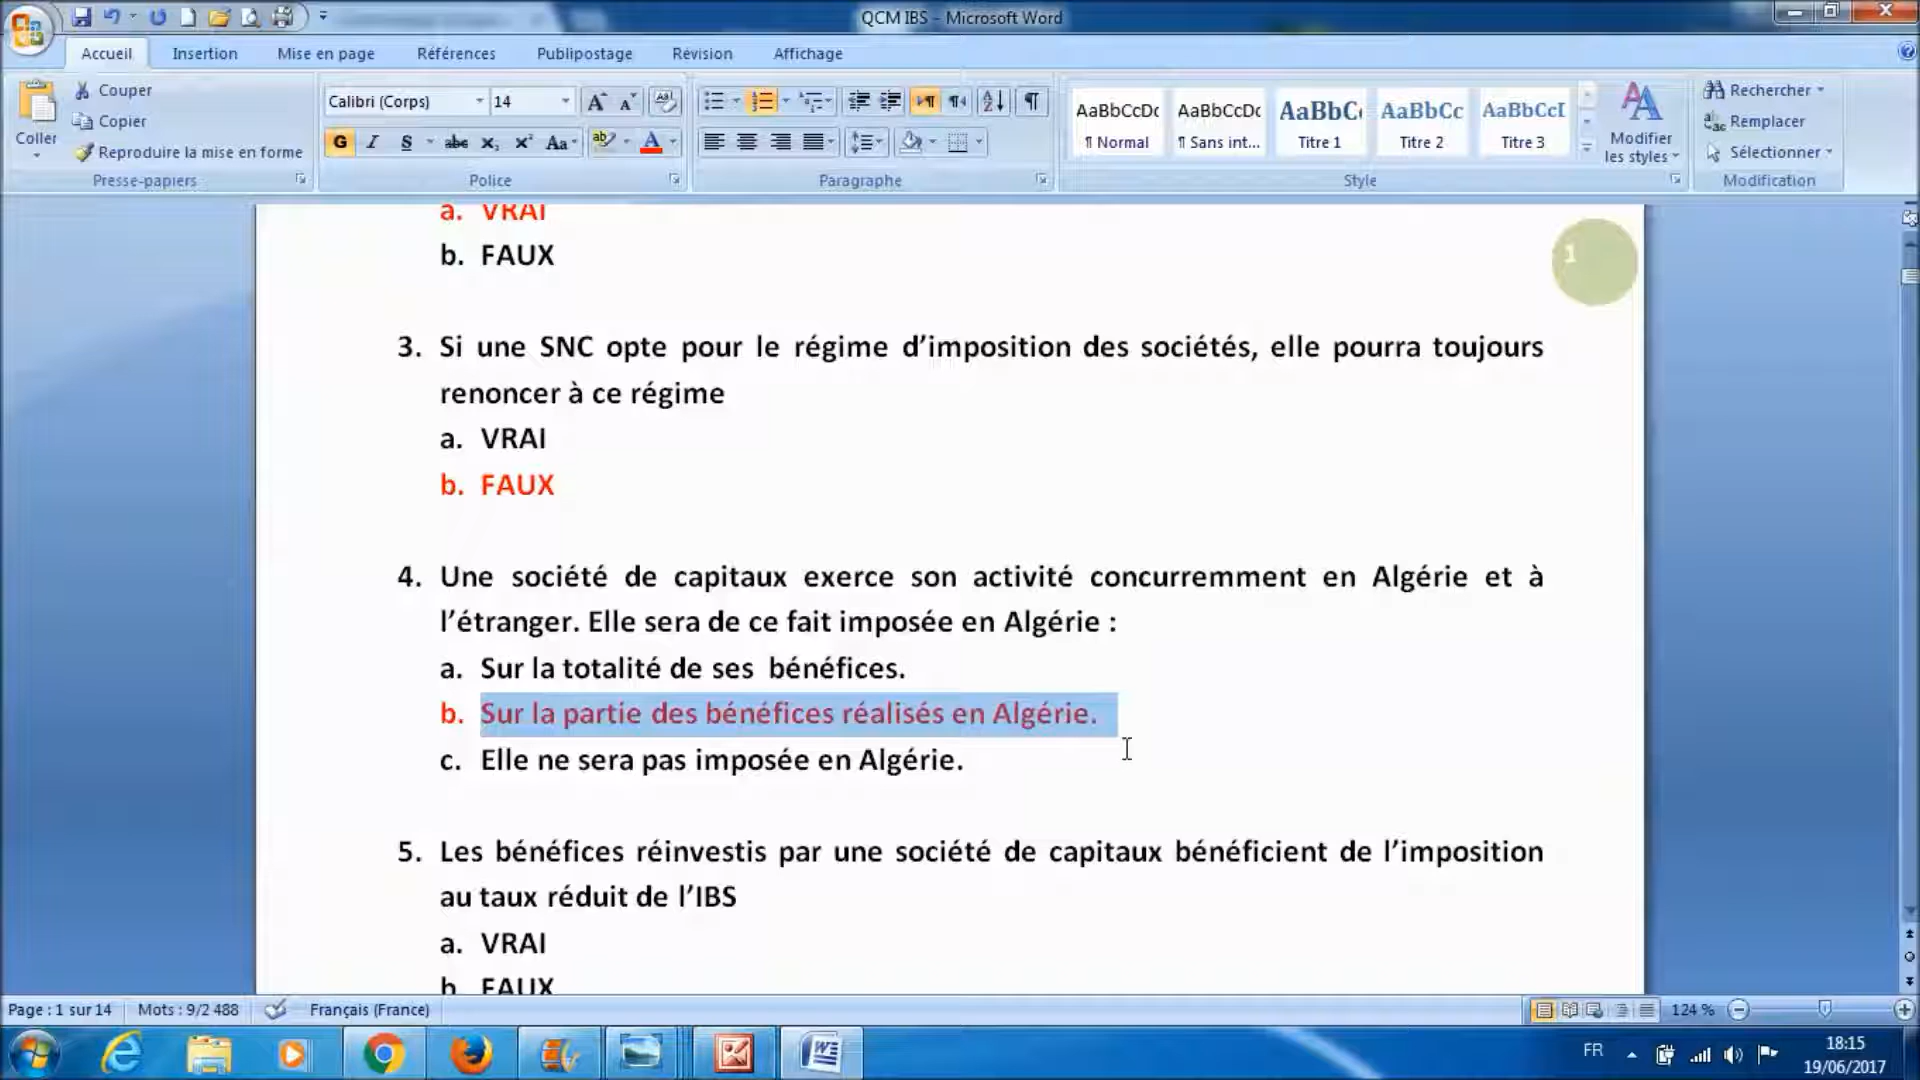 QCM IBS - Microsoft Word
Accueil
Insertion
Mise en page
Références
Publipostage
Révision
Affichage
Coller
Couper
Copier
Reproduire la mise en forme
Presse-papiers
Calibri (Corps)
14
G I S abc x₂ x² Aa
Police
Paragraphe
AaBbCcDc
¶ Normal
AaBbCcDc
¶ Sans int...
AaBbC
Titre 1
AaBbCc
Titre 2
AaBbCcI
Titre 3
Modifier
les styles
Style
Rechercher
Remplacer
Sélectionner
Modification
a. VRAI
b. FAUX
1
3. Si une SNC opte pour le régime d’imposition des sociétés, elle pourra toujours
renoncer à ce régime
a. VRAI
b. FAUX
4. Une société de capitaux exerce son activité concurremment en Algérie et à
l’étranger. Elle sera de ce fait imposée en Algérie :
a. Sur la totalité de ses bénéfices.
b. Sur la partie des bénéfices réalisés en Algérie.
c. Elle ne sera pas imposée en Algérie.
5. Les bénéfices réinvestis par une société de capitaux bénéficient de l’imposition
au taux réduit de l’IBS
a. VRAI
b FAUX
Page : 1 sur 14
Mots : 9/2 488
Français (France)
124 %
FR
18:15
19/06/2017